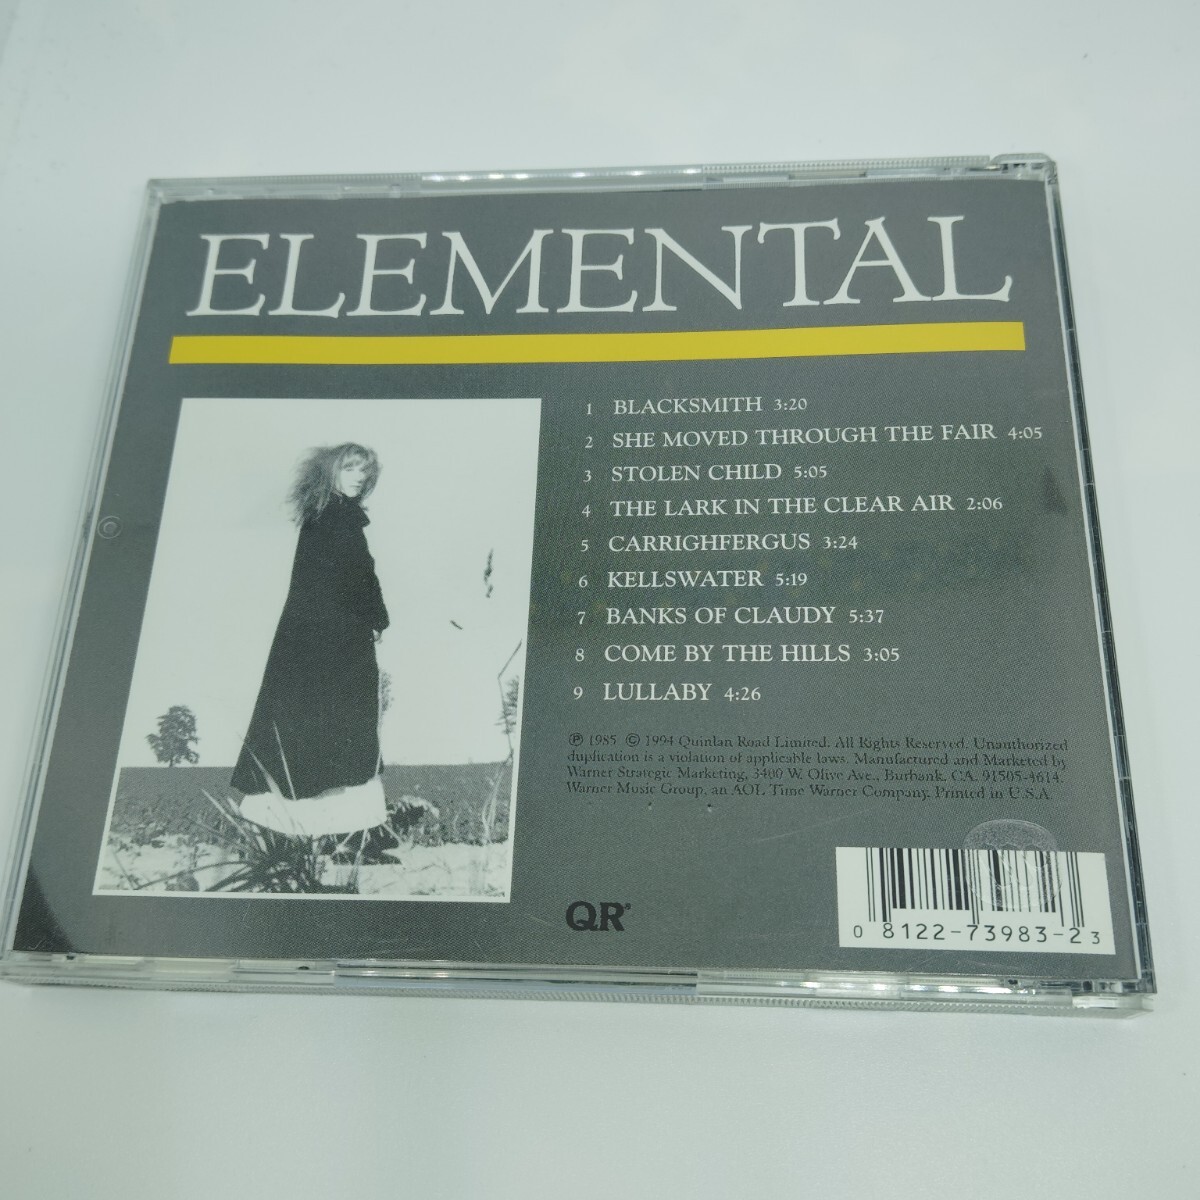 ELEMENTAL
1 BLACKSMITH 3:20
2 SHE MOVED THROUGH THE FAIR 4:05
3 STOLEN CHILD 5:05
4 THE LARK IN THE CLEAR AIR 2:06
5 CARRIGHFERGUS 3:24
6 KELLSWATER 5:19
7 BANKS OF CLAUDY 5:37
8 COME BY THE HILLS 3:05
9 LULLABY 4:26
℗ 1985 © 1994 Quinlan Road Limited. All Rights Reserved. Unauthorized
duplication is a violation of applicable laws. Manufactured and Marketed by
Warner Strategic Marketing, 3400 W. Olive Ave., Burbank, CA. 91505-4614.
Warner Music Group, an AOL Time Warner Company. Printed in U.S.A.
QR
0 8122-73983-2 3